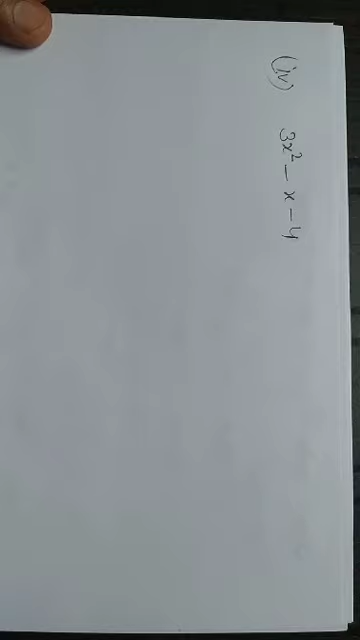 (iv) 3x² – x – 4